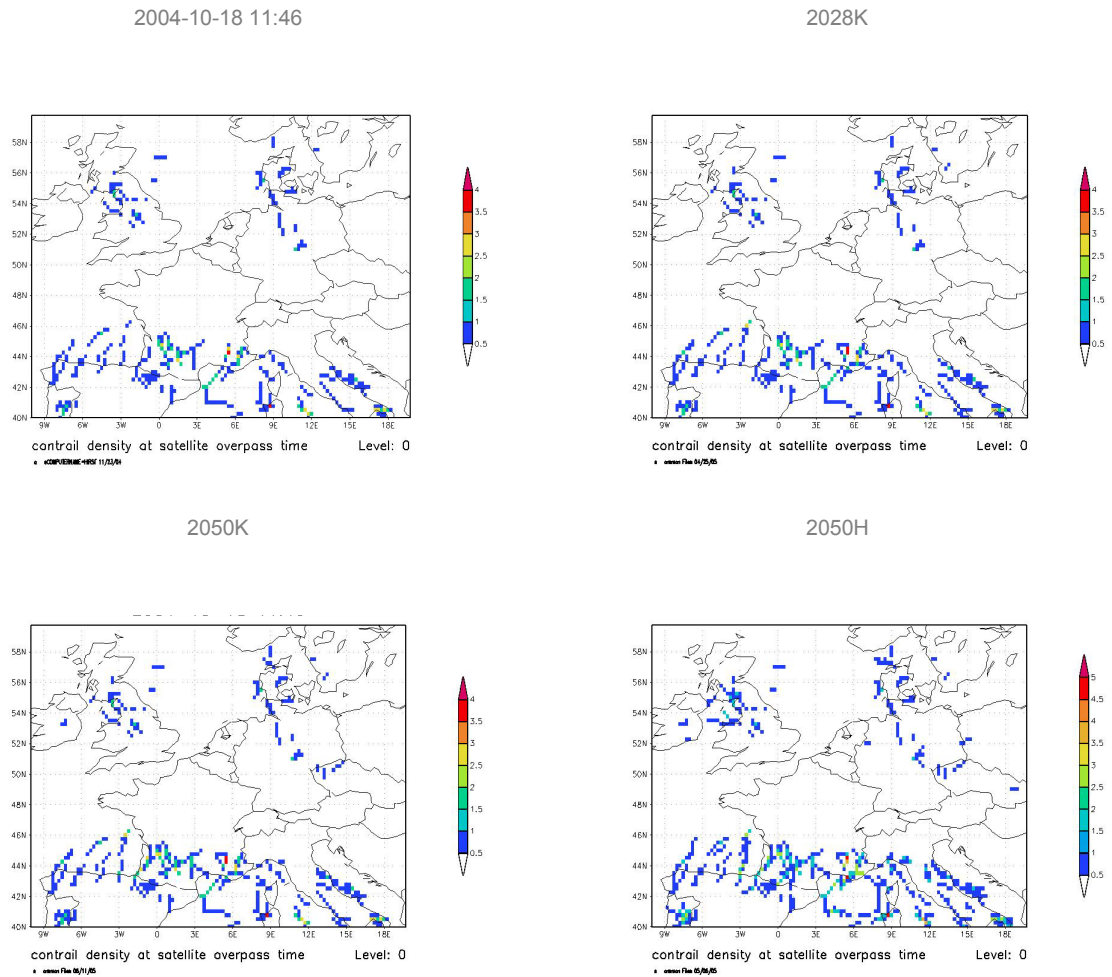 2004-10-18 11:46
2028K
58N
56N
54N
52N
50N
48N
46N
44N
42N
40N
9W 6W 3W 0 3E 6E 9E 12E 15E 18E
4
3.5
3
2.5
2
1.5
1
0.5
contrail density at satellite overpass time Level: 0
58N
56N
54N
52N
50N
48N
46N
44N
42N
40N
9W 6W 3W 0 3E 6E 9E 12E 15E 18E
4
3.5
3
2.5
2
1.5
1
0.5
contrail density at satellite overpass time Level: 0
2050K
2050H
58N
56N
54N
52N
50N
48N
46N
44N
42N
40N
9W 6W 3W 0 3E 6E 9E 12E 15E 18E
4
3.5
3
2.5
2
1.5
1
0.5
contrail density at satellite overpass time Level: 0
58N
56N
54N
52N
50N
48N
46N
44N
42N
40N
9W 6W 3W 0 3E 6E 9E 12E 15E 18E
5
4.5
4
3.5
3
2.5
2
1.5
1
0.5
contrail density at satellite overpass time Level: 0